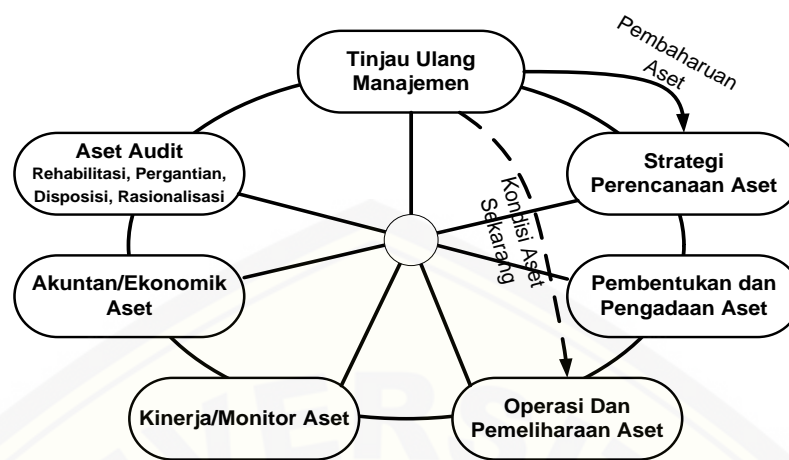 Tinjau Ulang
Manajemen
Pembaharuan
Aset
Aset Audit
Rehabilitasi, Pergantian,
Disposisi, Rasionalisasi
Strategi
Perencanaan Aset
Kondisi Aset
Sekarang
Akuntan/Ekonomik
Aset
Pembentukan dan
Pengadaan Aset
Kinerja/Monitor Aset
Operasi Dan
Pemeliharaan Aset